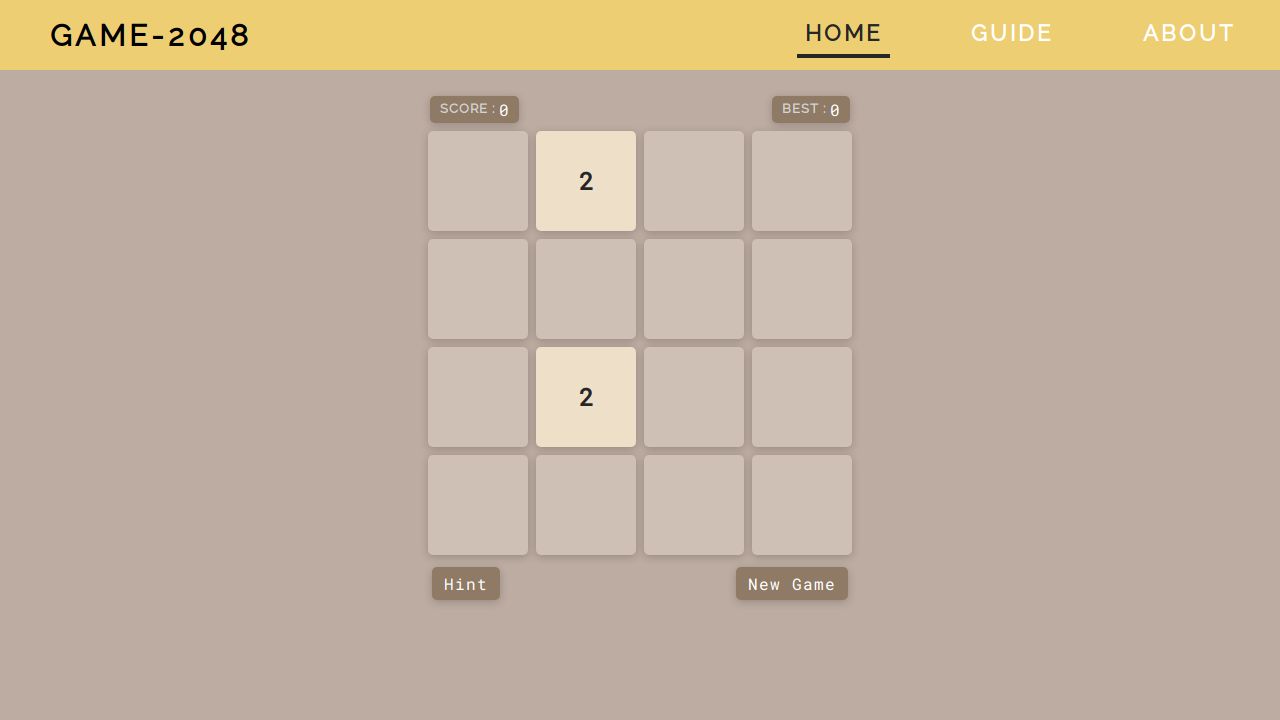 GAME-2048
HOME GUIDE ABOUT
SCORE : 0 BEST : 0
2
2
Hint New Game